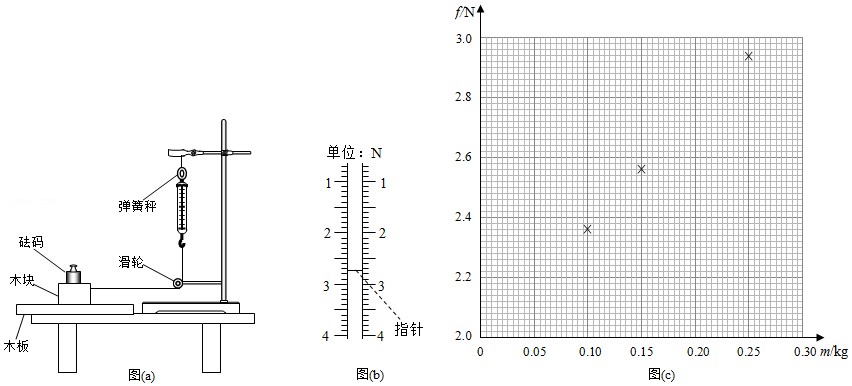 弹簧秤
砝码
滑轮
木块
木板
图(a)
单位：N
1 1
2 2
3 3
4 4
指针
图(b)
f/N
3.0
2.8
2.6
2.4
2.2
2.0
0 0.05 0.10 0.15 0.20 0.25 0.30 m/kg
图(c)